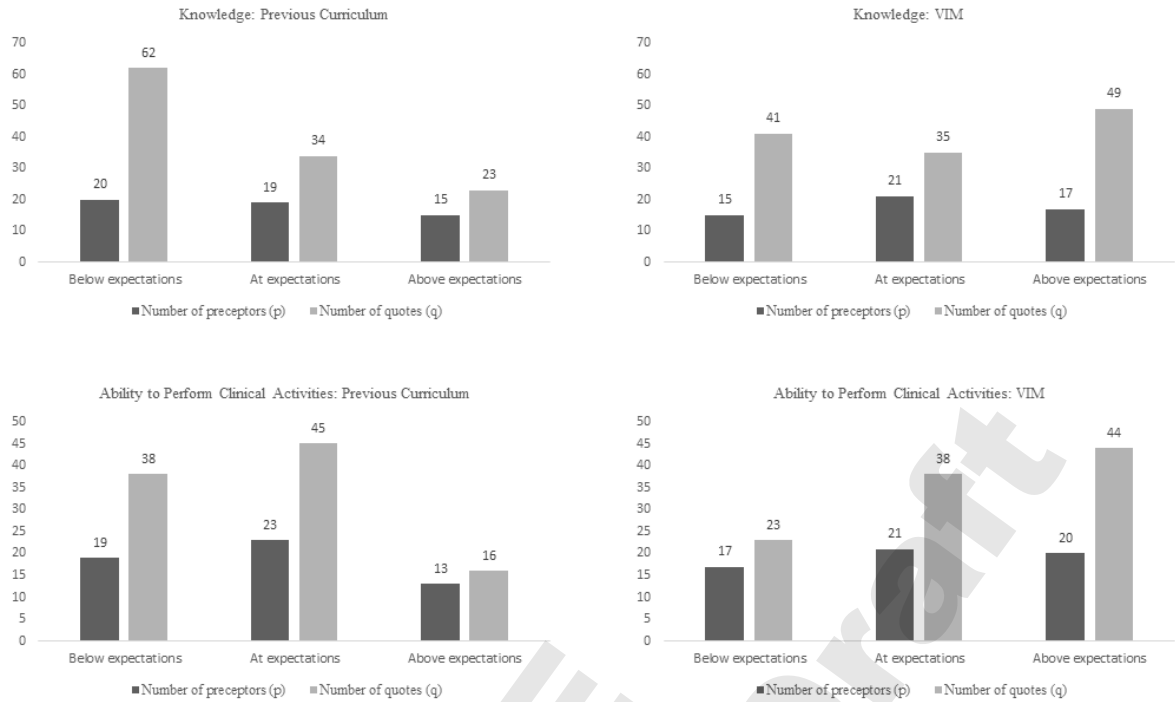 Knowledge: Previous Curriculum
70
60
50
40
30
20
10
0
62
34
23
20
19
15
Below expectations
At expectations
Above expectations
Number of preceptors (p)
Number of quotes (q)
Knowledge: VIM
70
60
50
40
30
20
10
0
49
41
35
15
21
17
Below expectations
At expectations
Above expectations
Number of preceptors (p)
Number of quotes (q)
Ability to Perform Clinical Activities: Previous Curriculum
50
45
40
35
30
25
20
15
10
5
0
45
38
19
23
13
16
Below expectations
At expectations
Above expectations
Number of preceptors (p)
Number of quotes (q)
Ability to Perform Clinical Activities: VIM
50
45
40
35
30
25
20
15
10
5
0
44
38
17
23
21
20
Below expectations
At expectations
Above expectations
Number of preceptors (p)
Number of quotes (q)